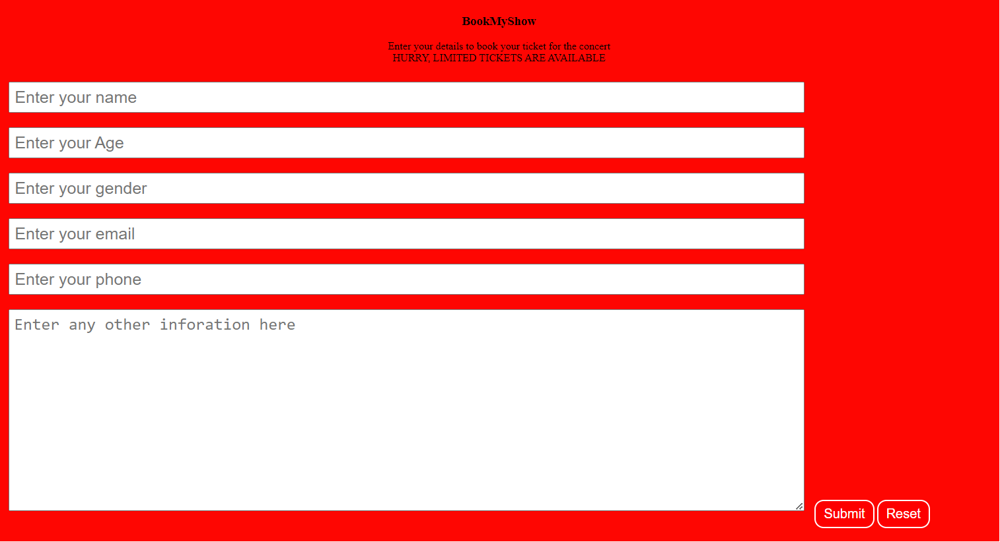 BookMyShow
Enter your details to book your ticket for the concert
HURRY, LIMITED TICKETS ARE AVAILABLE
Enter your name
Enter your Age
Enter your gender
Enter your email
Enter your phone
Enter any other inforation here
Submit Reset